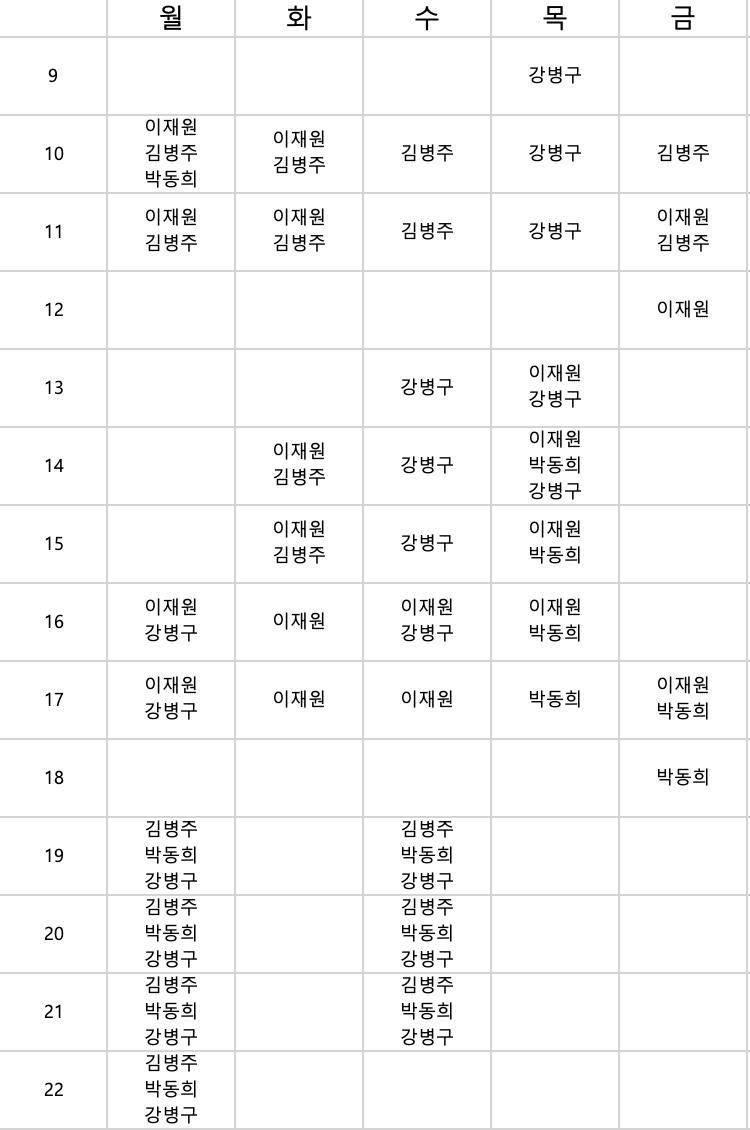 월 화 수 목 금
9 강병구
10 이재원 김병주 박동희 이재원 김병주 김병주 강병구 김병주
11 이재원 김병주 이재원 김병주 김병주 강병구 이재원 김병주
12 이재원
13 강병구 이재원 강병구
14 이재원 김병주 강병구 이재원 박동희 강병구
15 이재원 김병주 강병구 이재원 박동희
16 이재원 강병구 이재원 이재원 강병구 이재원 박동희
17 이재원 강병구 이재원 이재원 박동희 이재원 박동희
18 박동희
19 김병주 박동희 강병구 김병주 박동희 강병구
20 김병주 박동희 강병구 김병주 박동희 강병구
21 김병주 박동희 강병구 김병주 박동희 강병구
22 김병주 박동희 강병구